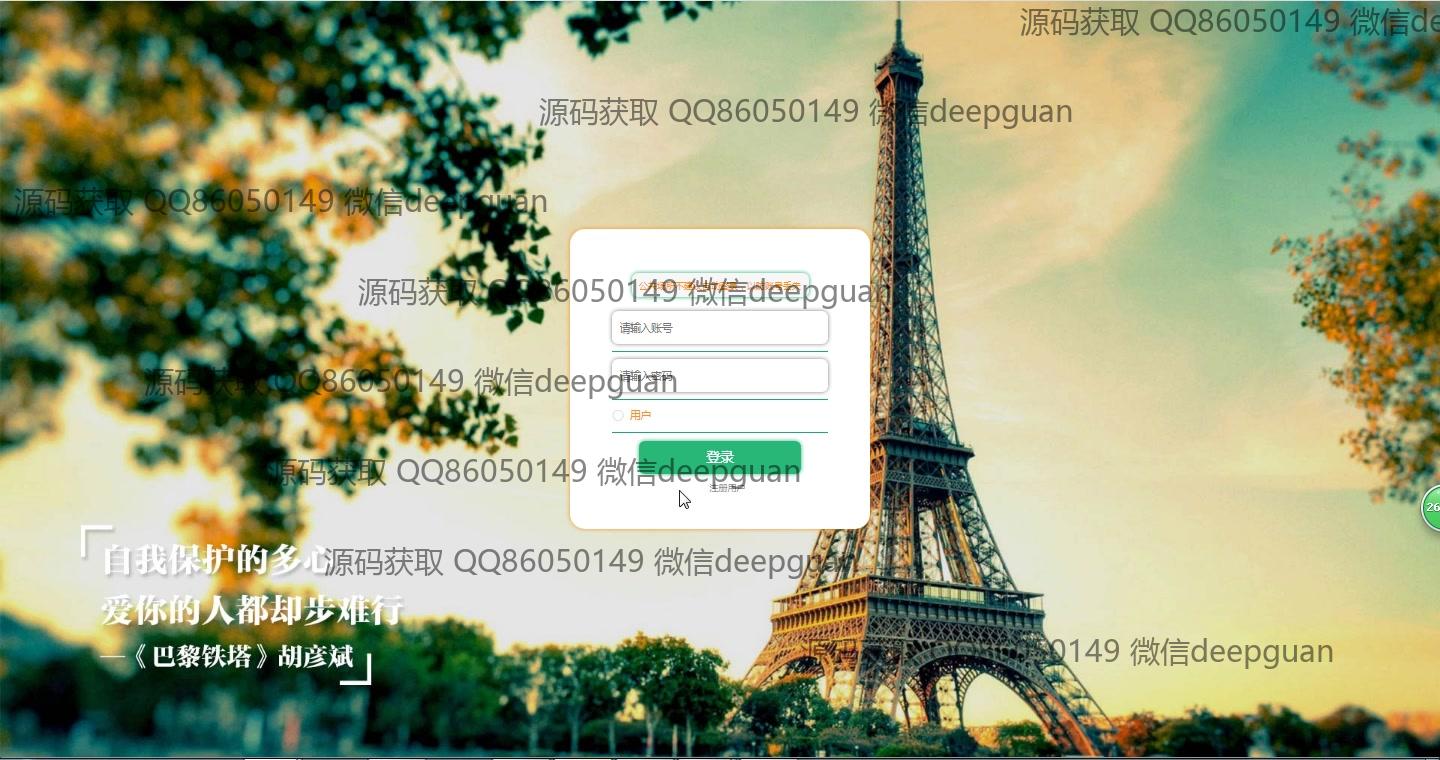 源码获取 QQ86050149 微信de
源码获取 QQ86050149 微信deepguan
源码获取 QQ86050149 微信deepguan
源码获取 QQ86050149 微信deepguan
请输入账号
源码获取 QQ86050149 微信deepguan
请输入密码
用户
登录
源码获取 QQ86050149 微信deepguan
注册用户
26
自我保护的多心
源码获取 QQ86050149 微信deepguan
爱你的人都却步难行
—《巴黎铁塔》胡彦斌
149 微信deepguan